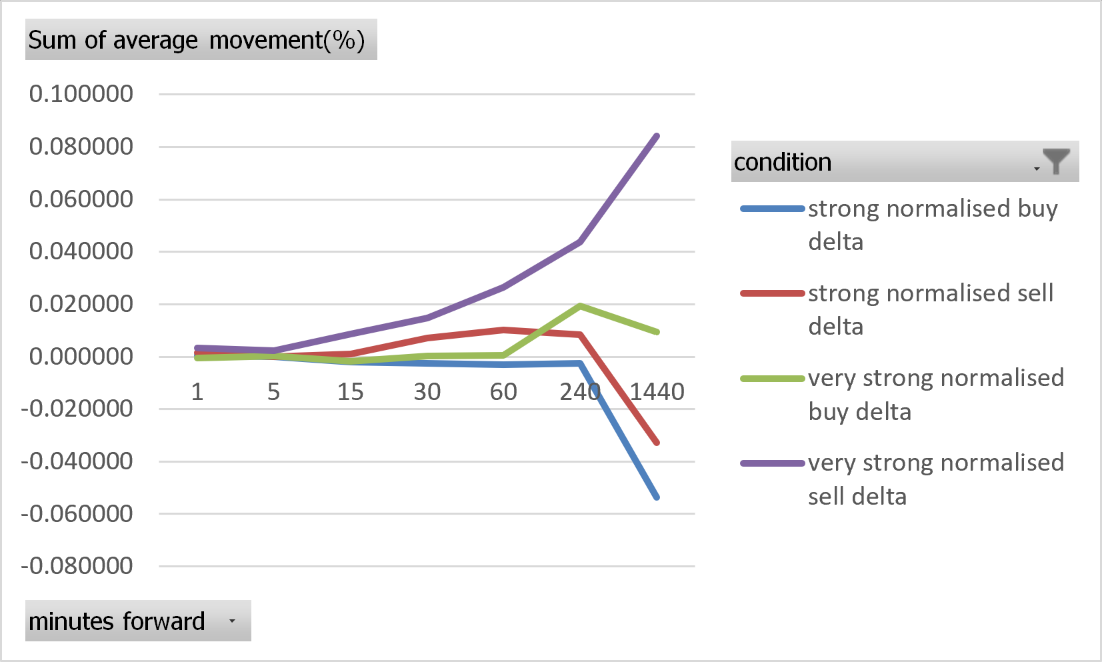 Sum of average movement(%)
0.100000
0.080000
0.060000
0.040000
0.020000
0.000000
-0.020000
-0.040000
-0.060000
-0.080000
1 5 15 30 60 240 1440
condition
strong normalised buy
delta
strong normalised sell
delta
very strong normalised
buy delta
very strong normalised
sell delta
minutes forward